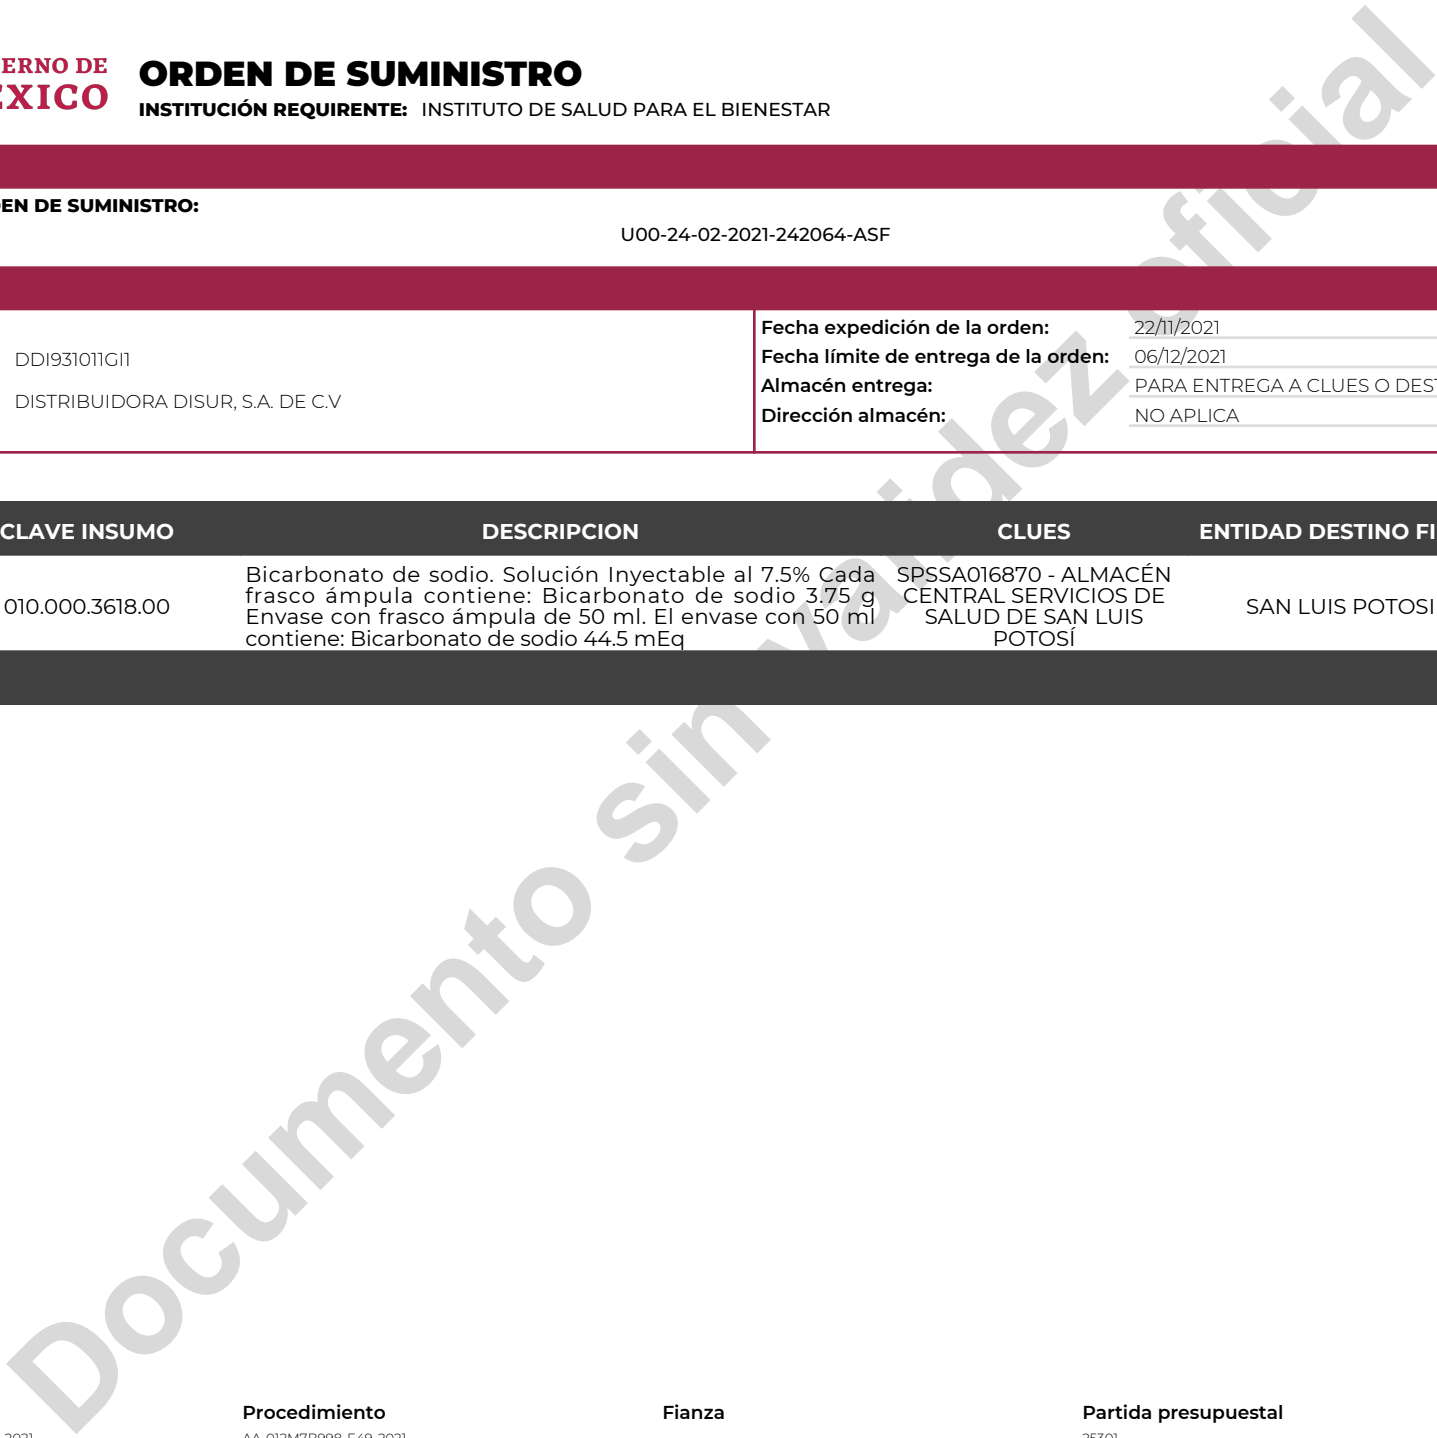 ERNO DE
ÉXICO
ORDEN DE SUMINISTRO
INSTITUCIÓN REQUIRENTE: INSTITUTO DE SALUD PARA EL BIENESTAR
EN DE SUMINISTRO:
U00-24-02-2021-242064-ASF
DDI931011GI1
DISTRIBUIDORA DISUR, S.A. DE C.V
Fecha expedición de la orden: 22/11/2021
Fecha límite de entrega de la orden: 06/12/2021
Almacén entrega: PARA ENTREGA A CLUES O DEST
Dirección almacén: NO APLICA
CLAVE INSUMO DESCRIPCION CLUES ENTIDAD DESTINO FI
010.000.3618.00
Bicarbonato de sodio. Solución Inyectable al 7.5% Cada
frasco ámpula contiene: Bicarbonato de sodio 3.75 g
Envase con frasco ámpula de 50 ml. El envase con 50 ml
contiene: Bicarbonato de sodio 44.5 mEq
SPSSA016870 - ALMACÉN
CENTRAL SERVICIOS DE
SALUD DE SAN LUIS
POTOSÍ
SAN LUIS POTOSI
Documento sin validez oficial
Procedimiento Fianza Partida presupuestal